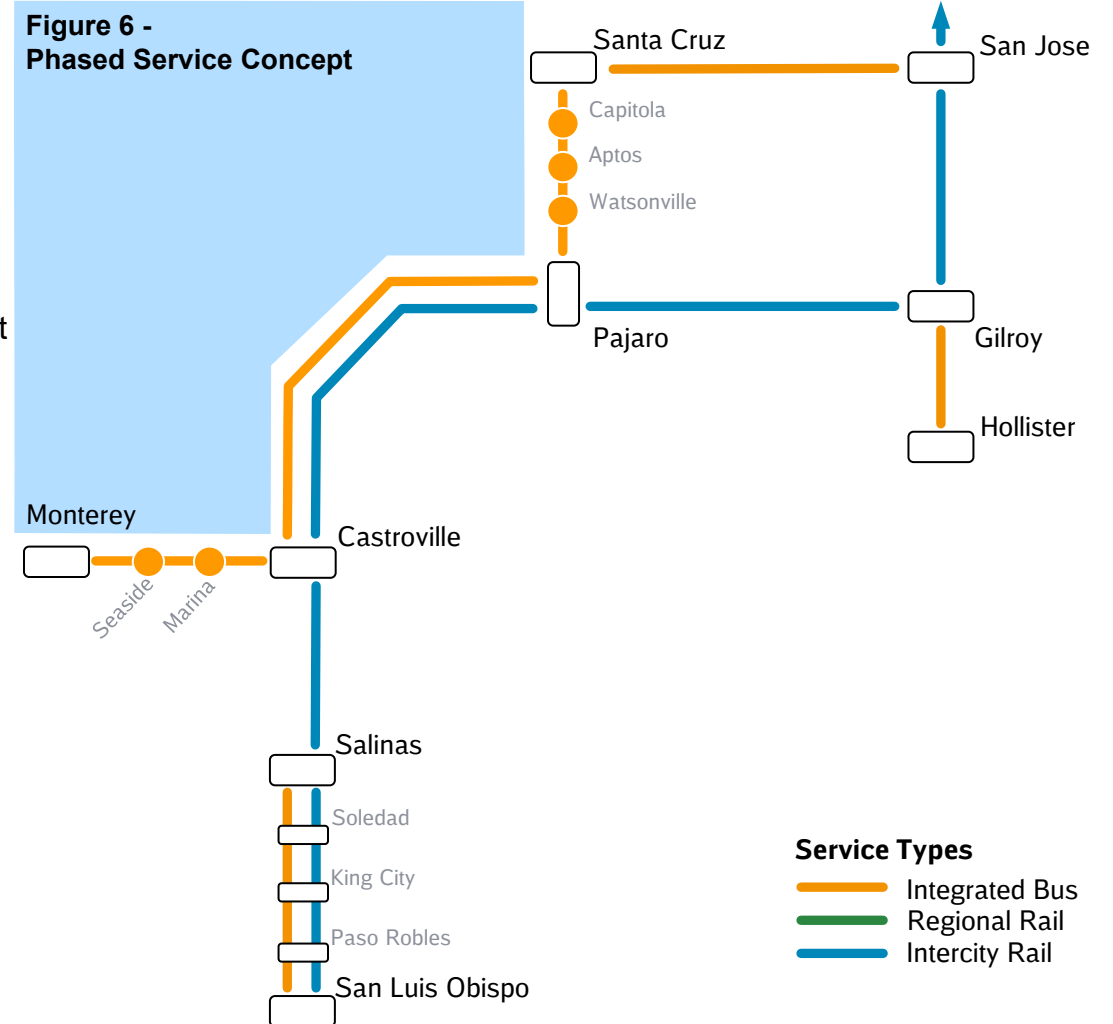 Figure 6 -
Phased Service Concept
Santa Cruz
San Jose
Capitola
Aptos
Watsonville
t
Pajaro
Gilroy
Hollister
Monterey
Castroville
Seaside
Marina
Salinas
Soledad
King City
Paso Robles
San Luis Obispo
Service Types
Integrated Bus
Regional Rail
Intercity Rail